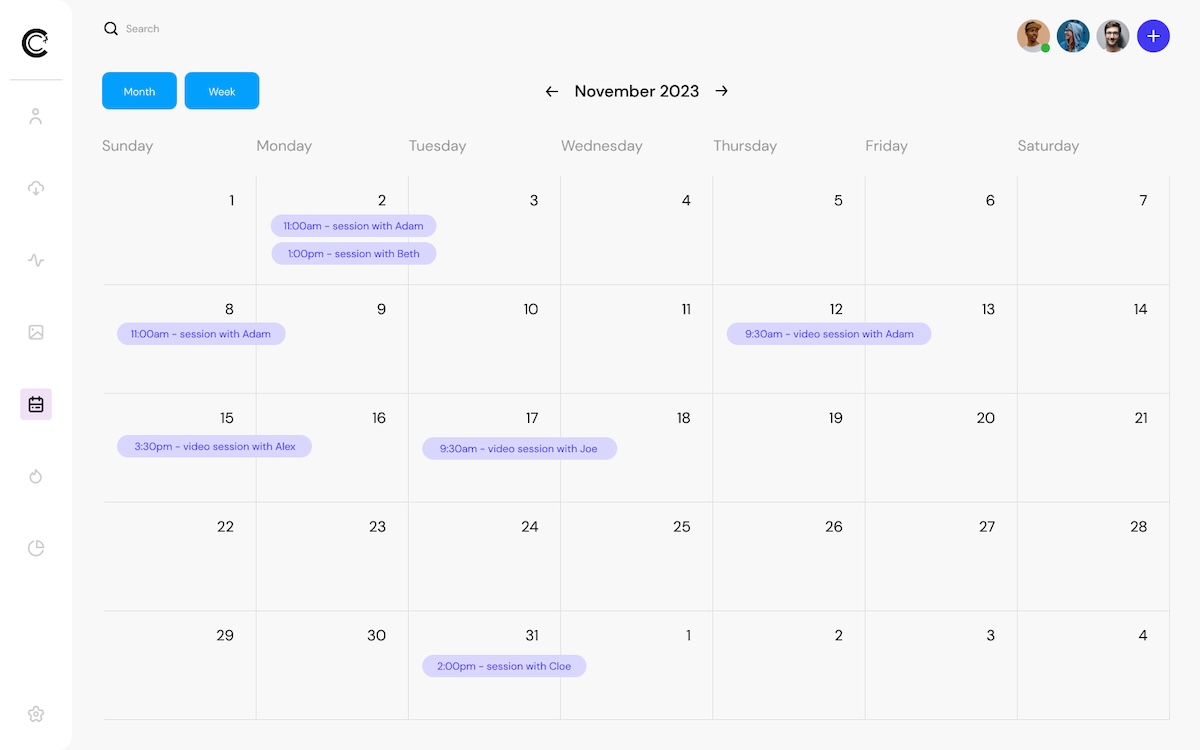 Search
Month Week
November 2023
Sunday Monday Tuesday Wednesday Thursday Friday Saturday
1 2 3 4 5 6 7
11:00am - session with Adam
1:00pm - session with Beth
8 9 10 11 12 13 14
11:00am - session with Adam 9:30am - video session with Adam
15 16 17 18 19 20 21
3:30pm - video session with Alex 9:30am - video session with Joe
22 23 24 25 26 27 28
29 30 31 1 2 3 4
2:00pm - session with Cloe